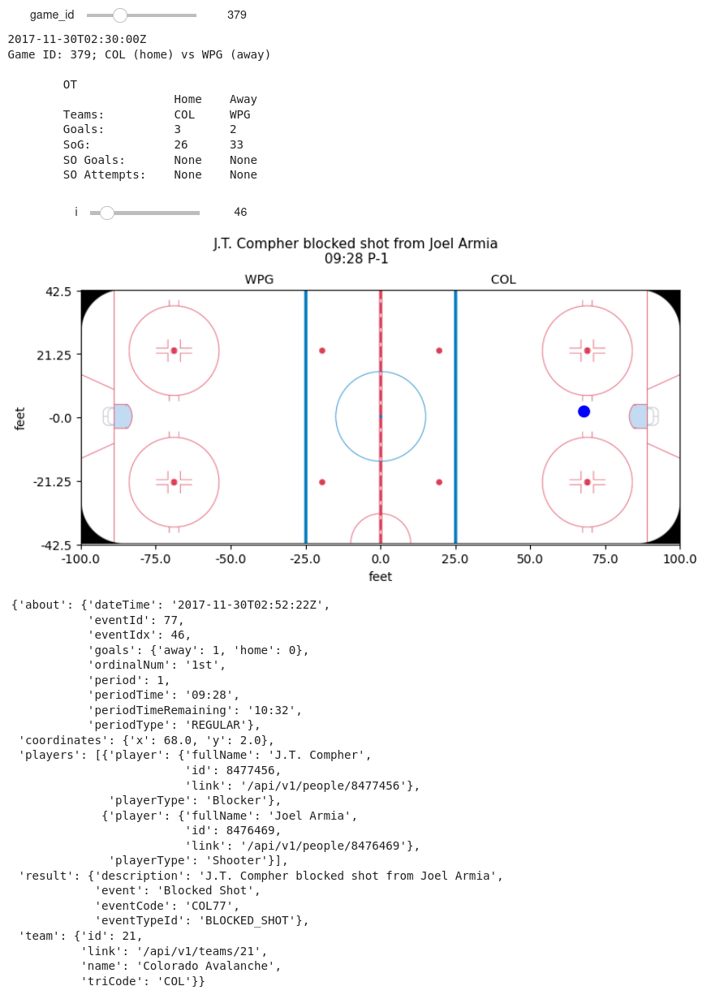 game_id 379
2017-11-30T02:30:00Z
Game ID: 379; COL (home) vs WPG (away)
OT
Home Away
Teams: COL WPG
Goals: 3 2
SoG: 26 33
SO Goals: None None
SO Attempts: None None
i 46
J.T. Compher blocked shot from Joel Armia
09:28 P-1
WPG COL
42.5
21.25
-0.0
-21.25
-42.5
feet
-100.0 -75.0 -50.0 -25.0 0.0 25.0 50.0 75.0 100.0
feet
{'about': {'dateTime': '2017-11-30T02:52:22Z',
'eventId': 77,
'eventIdx': 46,
'goals': {'away': 1, 'home': 0},
'ordinalNum': '1st',
'period': 1,
'periodTime': '09:28',
'periodTimeRemaining': '10:32',
'periodType': 'REGULAR'},
'coordinates': {'x': 68.0, 'y': 2.0},
'players': [{'player': {'fullName': 'J.T. Compher',
'id': 8477456,
'link': '/api/v1/people/8477456'},
'playerType': 'Blocker'},
{'player': {'fullName': 'Joel Armia',
'id': 8476469,
'link': '/api/v1/people/8476469'},
'playerType': 'Shooter'}],
'result': {'description': 'J.T. Compher blocked shot from Joel Armia',
'event': 'Blocked Shot',
'eventCode': 'COL77',
'eventTypeId': 'BLOCKED_SHOT'},
'team': {'id': 21,
'link': '/api/v1/teams/21',
'name': 'Colorado Avalanche',
'triCode': 'COL'}}